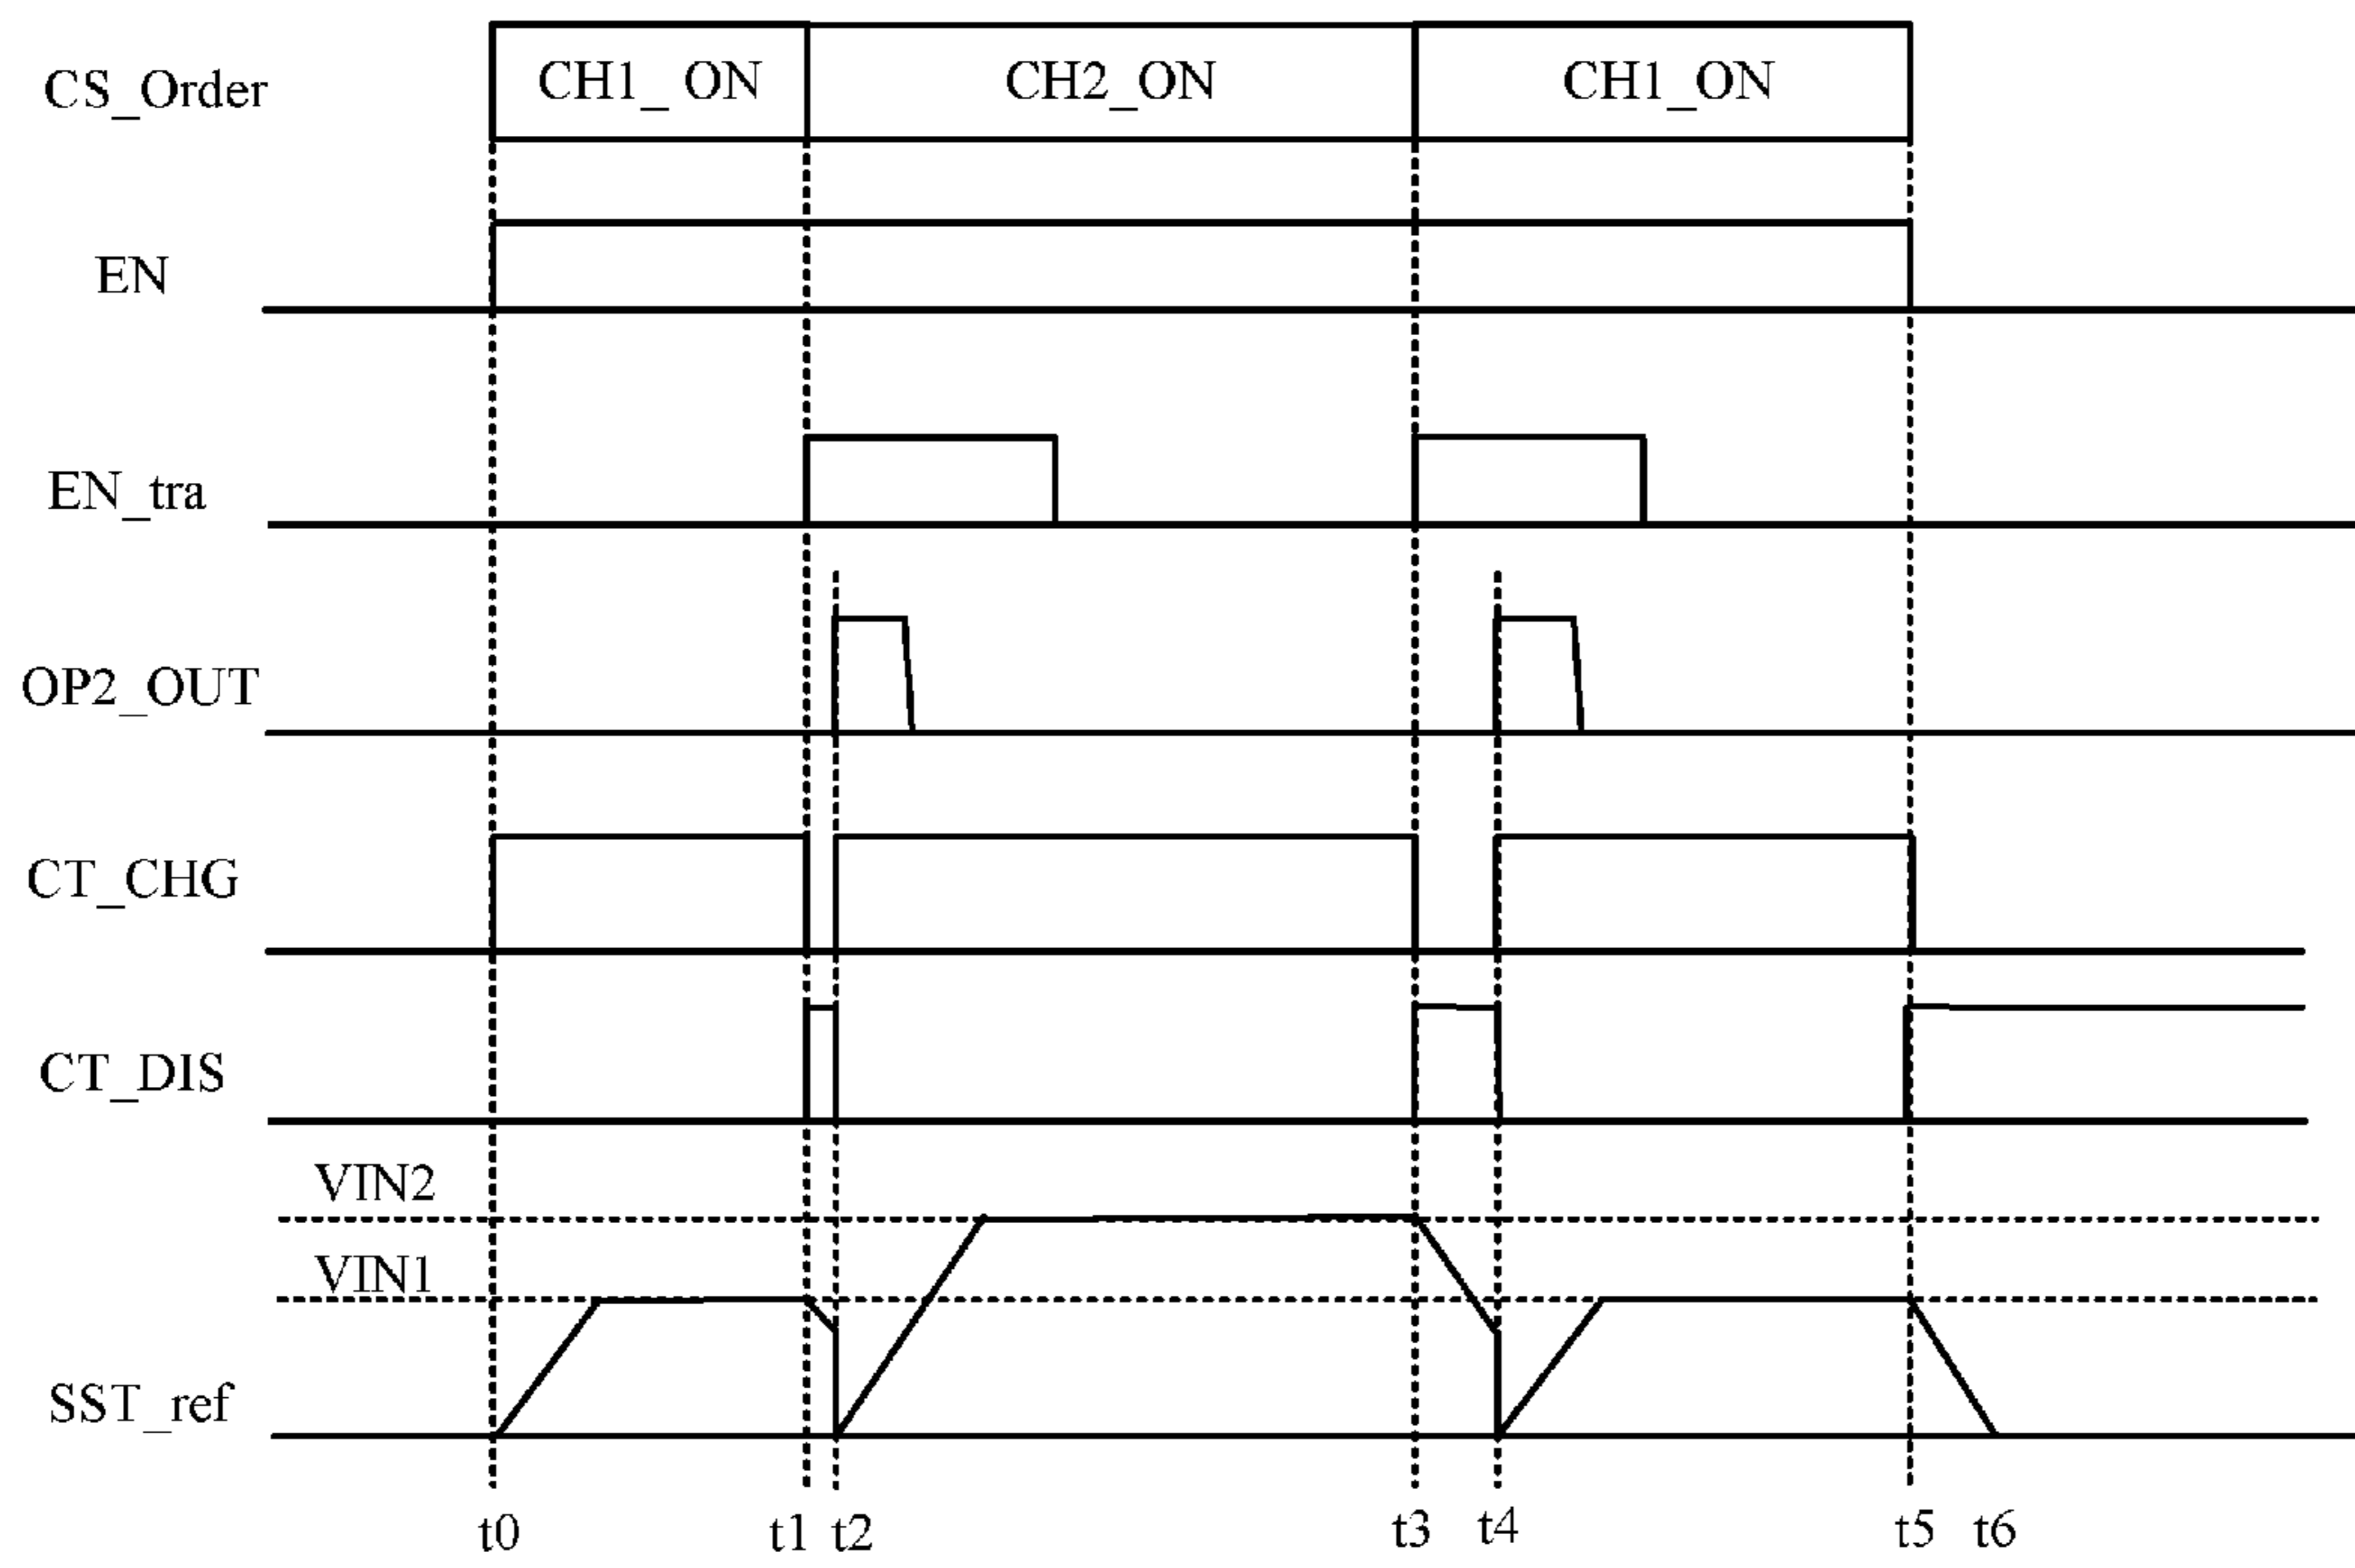 CS_Order
CH1_ ON
CH2_ON
CH1_ON
EN
EN_tra
OP2_OUT
CT_CHG
CT_DIS
VIN2
VIN1
SST_ref
t0 t1 t2 t3 t4 t5 t6